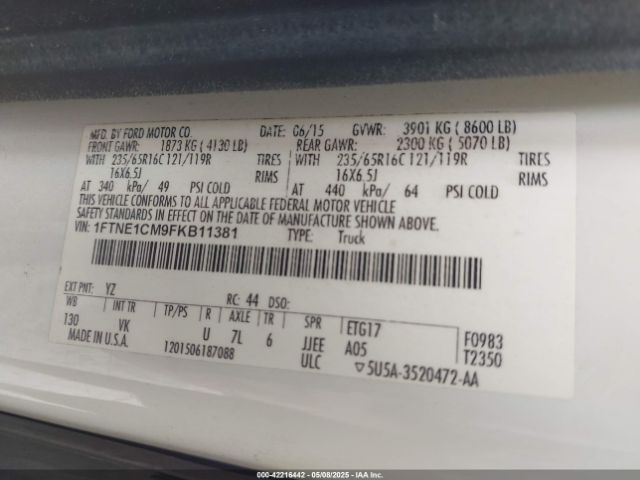 MFD. BY FORD MOTOR CO. DATE: 06/15 GVWR: 3901 KG ( 8600 LB)
FRONT GAWR: 1873 KG ( 4130 LB) REAR GAWR: 2300 KG ( 5070 LB)
WITH 235/65R16C 121/119R TIRES WITH 235/65R16C 121/119R TIRES
16X6.5J RIMS 16X6.5J RIMS
AT 340 kPa/ 49 PSI COLD AT 440 kPa/ 64 PSI COLD
THIS VEHICLE CONFORMS TO ALL APPLICABLE FEDERAL MOTOR VEHICLE
SAFETY STANDARDS IN EFFECT ON THE DATE OF MANUFACTURE SHOWN ABOVE.
VIN: 1FTNE1CM9FKB11381 TYPE: Truck
EXT PNT: YZ RC: 44 DSO:
WB INT TR TP/PS R AXLE TR SPR ETG17 F0983
130 VK U 7L 6 JJEE A05 T2350
MADE IN U.S.A. 1201506187088 ULC ▽5U5A-3520472-AA
000-42216442 - 05/08/2025 - IAA Inc.